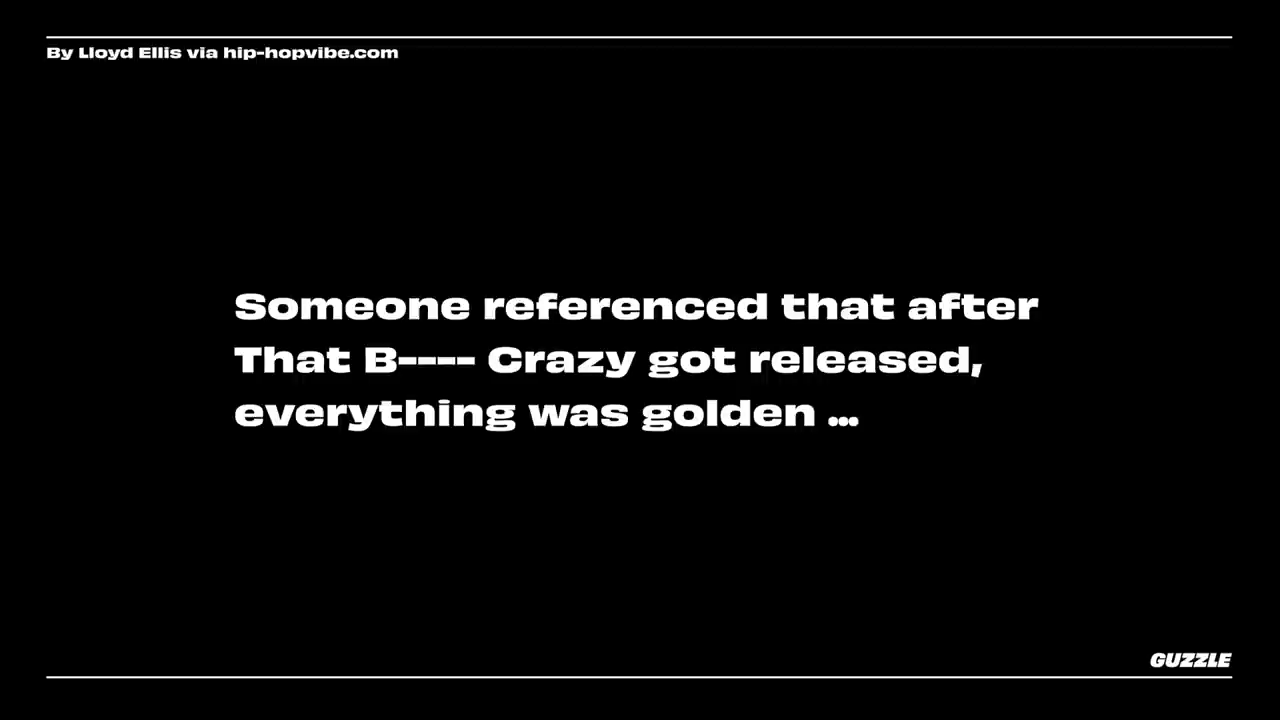 By Lloyd Ellis via hip-hopvibe.com
Someone referenced that after
That B---- Crazy got released,
everything was golden ...
GUZZLE